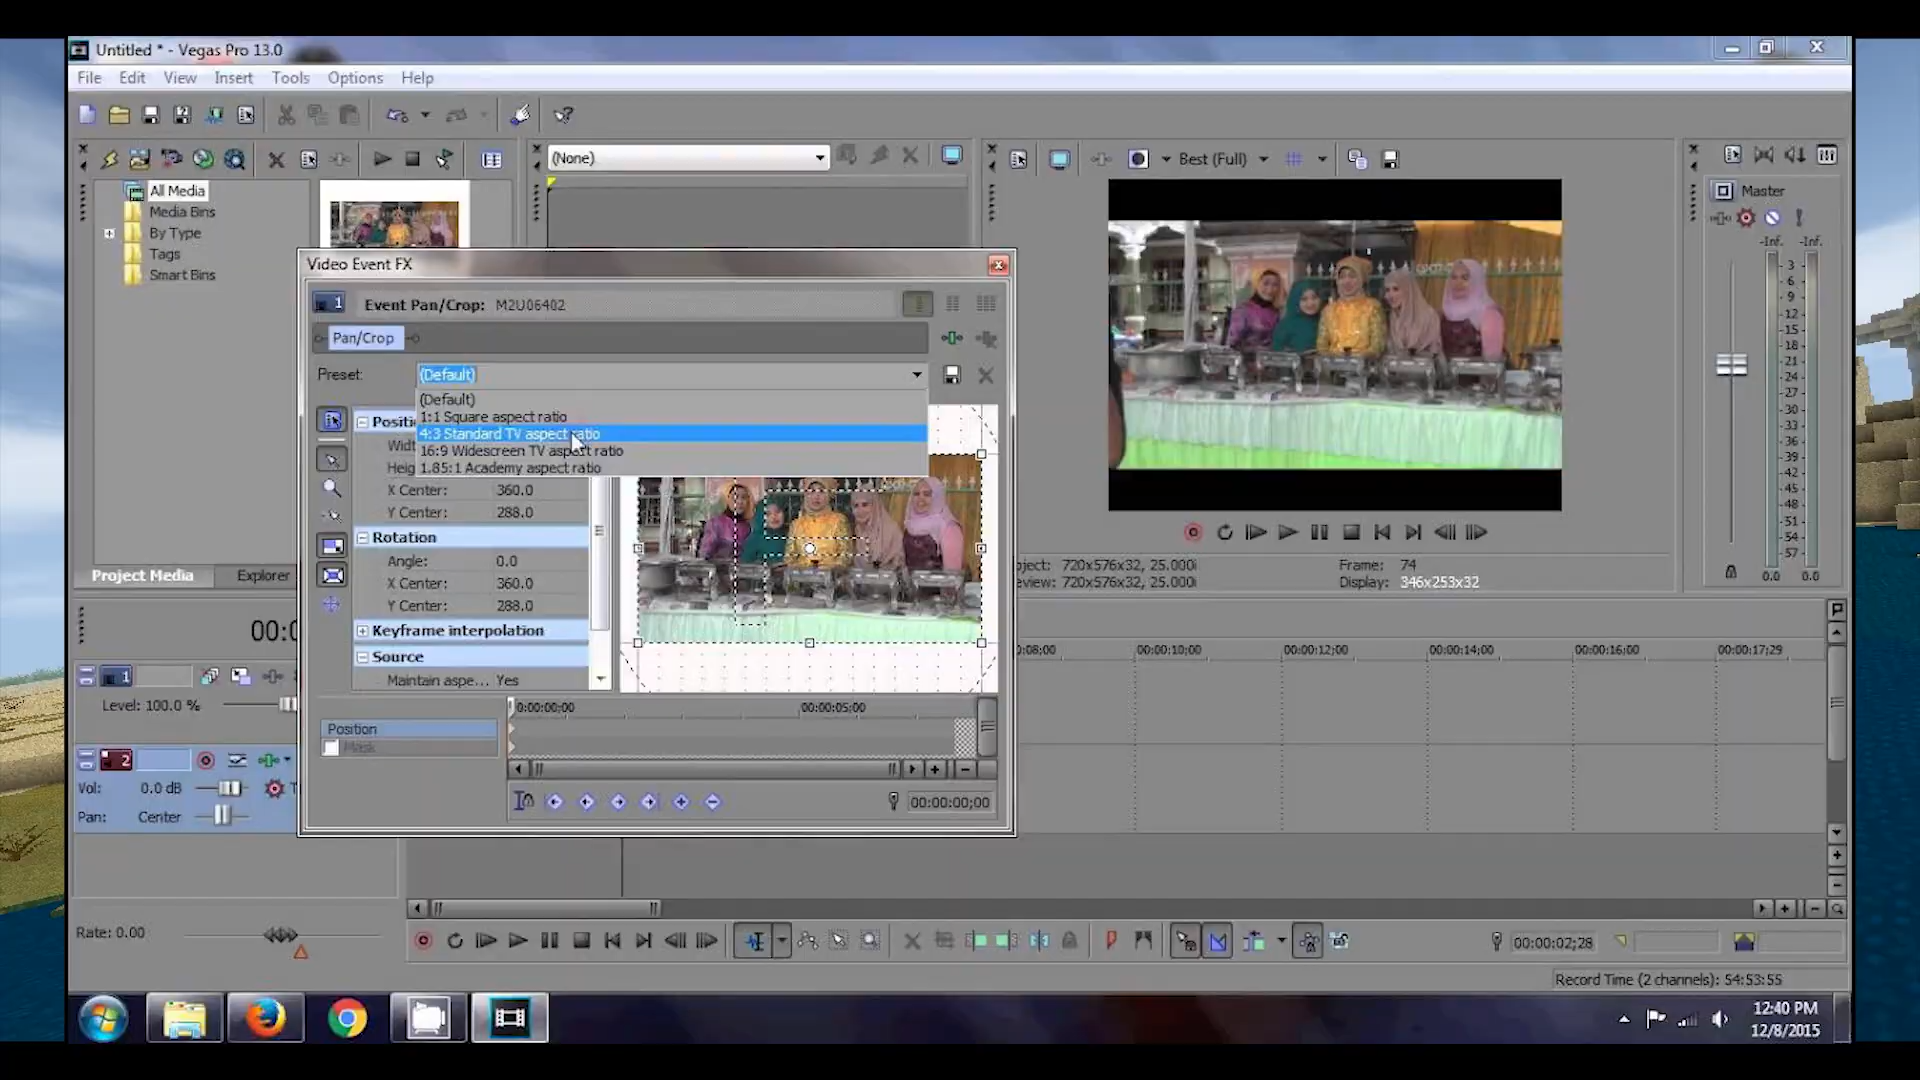 Untitled * - Vegas Pro 13.0
File Edit View Insert Tools Options Help
(None)
Best (Full)
All Media
Media Bins
By Type
Tags
Smart Bins
Master
-Inf. -Inf.
3
6
9
12
15
18
21
24
27
30
33
36
39
42
45
48
51
54
57
0.0 0.0
Video Event FX
1 Event Pan/Crop: M2U06402
Pan/Crop
Preset: (Default)
(Default)
1:1 Square aspect ratio
4:3 Standard TV aspect ratio
16:9 Widescreen TV aspect ratio
1.85:1 Academy aspect ratio
X Center: 360.0
Y Center: 288.0
Rotation
Angle: 0.0
X Center: 360.0
Y Center: 288.0
Keyframe interpolation
Source
Maintain aspe... Yes
Position
Mask
0:00:00;00 00:00:05;00
00:00:00;00
Project Media Explorer
oject: 720x576x32, 25.000i
eview: 720x576x32, 25.000i
Frame: 74
Display: 346x253x32
00:0
0:08;00 00:00:10;00 00:00:12;00 00:00:14;00 00:00:16;00 00:00:17;29
1
Level: 100.0 %
2
Vol: 0.0 dB
Pan: Center
Rate: 0.00
00:00:02;28
Record Time (2 channels): 54:53:55
12:40 PM
12/8/2015